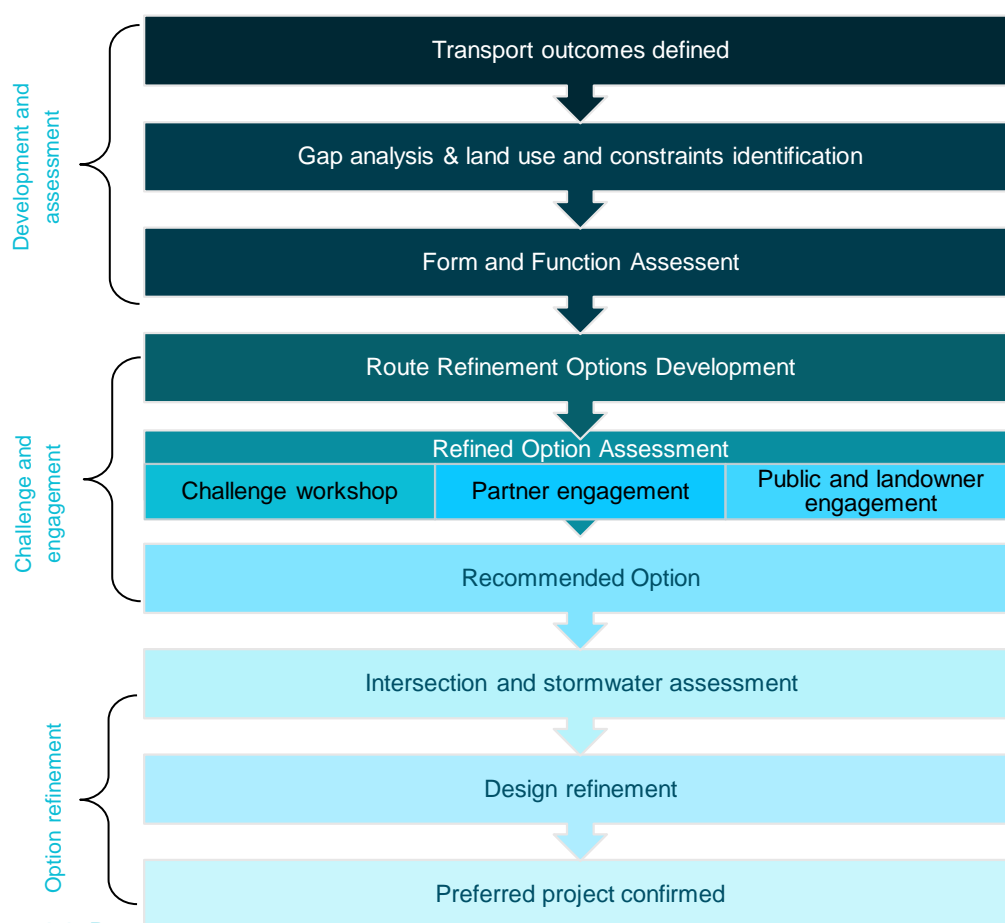 Development and
assessment
Transport outcomes defined
Gap analysis & land use and constraints identification
Form and Function Assessent
Challenge and
engagement
Route Refinement Options Development
Refined Option Assessment
Challenge workshop
Partner engagement
Public and landowner
engagement
Recommended Option
Option refinement
Intersection and stormwater assessment
Design refinement
Preferred project confirmed